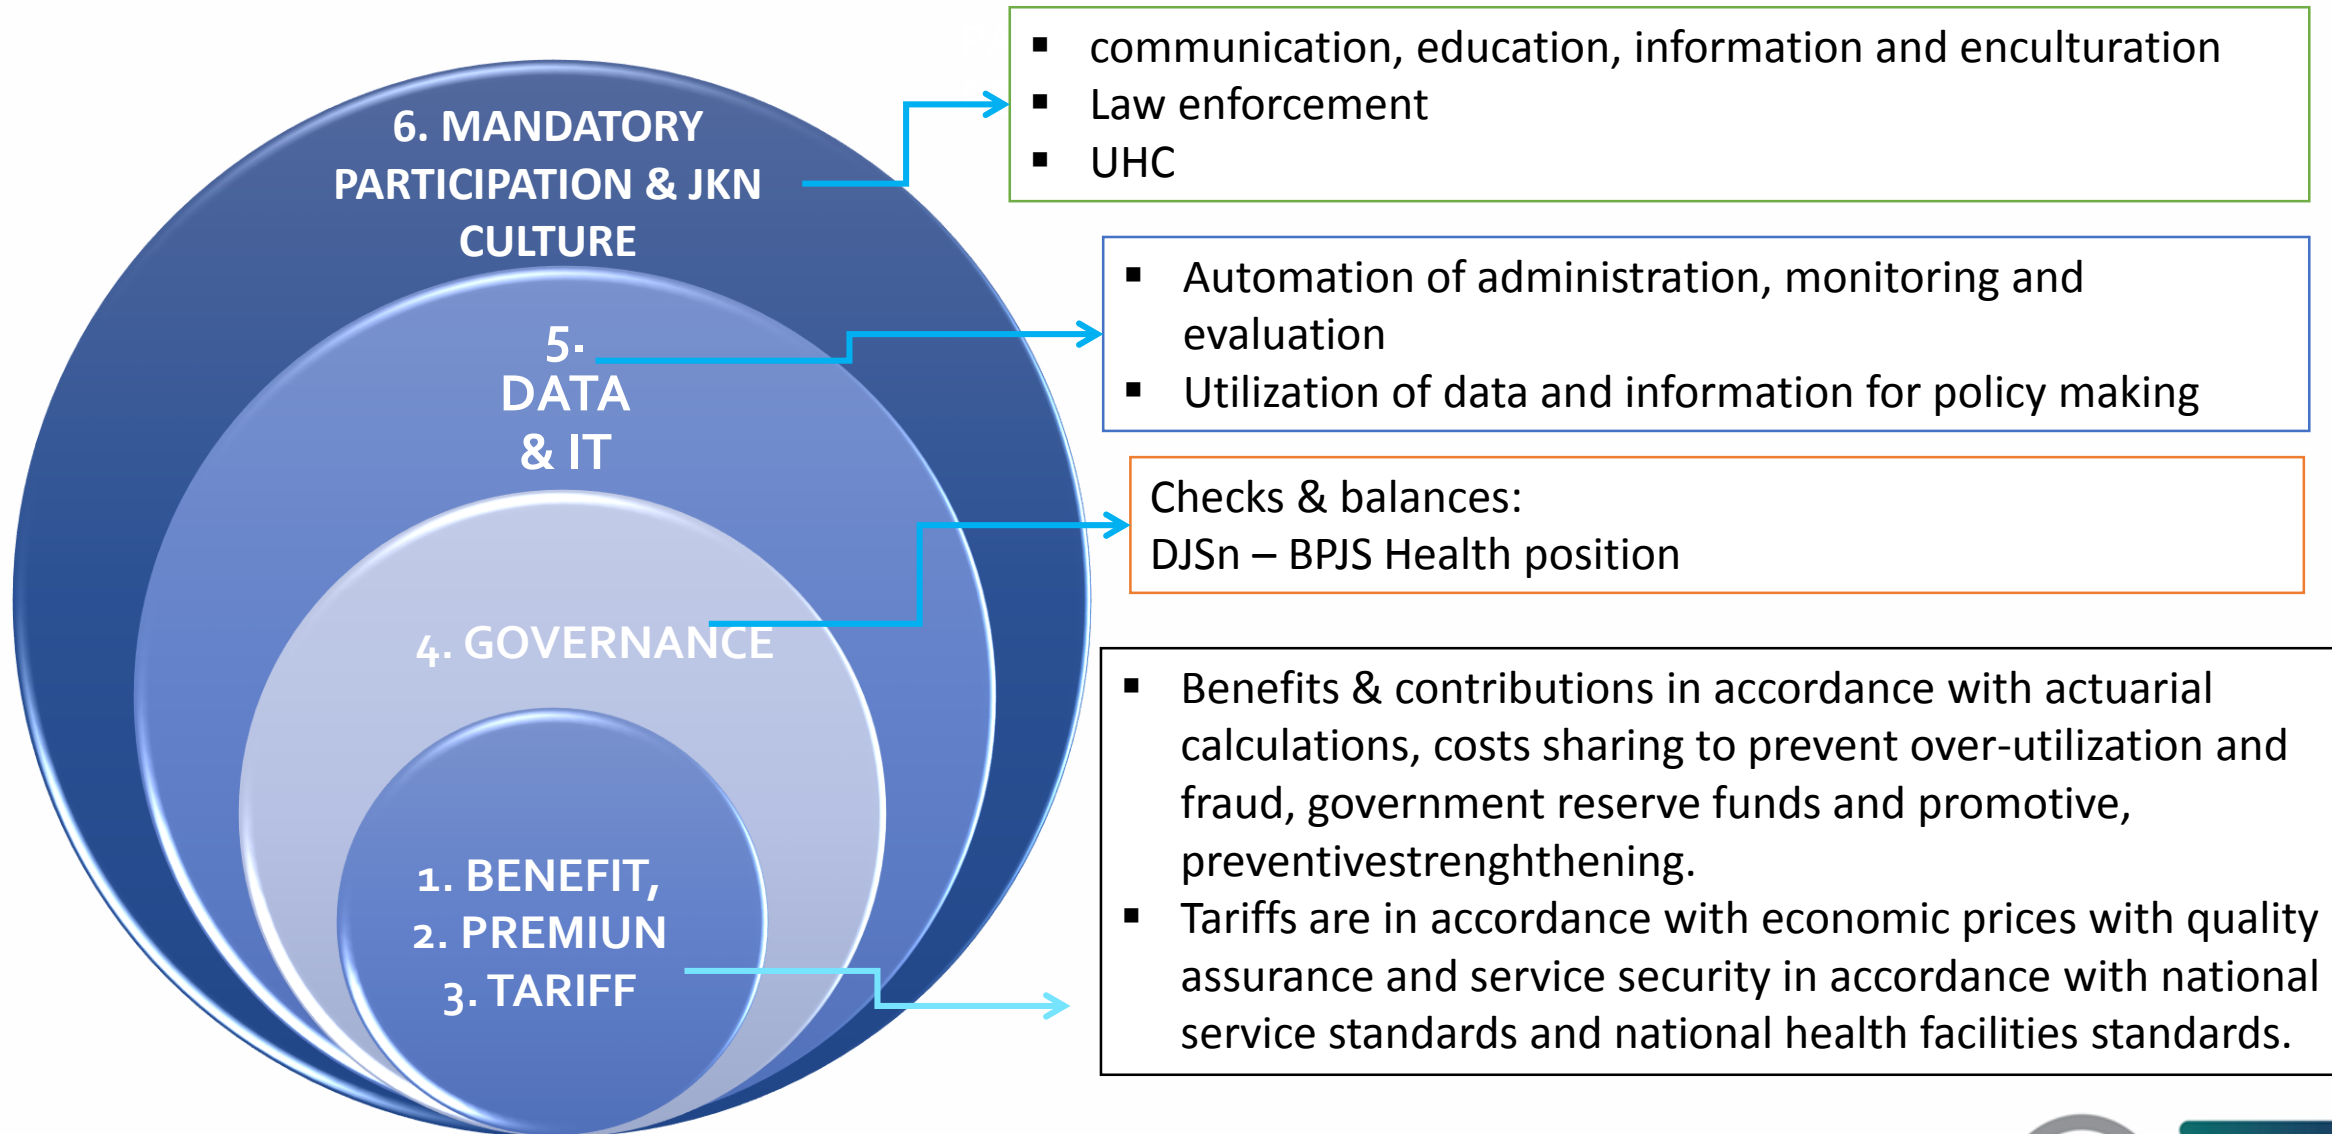 6. MANDATORY
PARTICIPATION & JKN
CULTURE
5.
DATA
& IT
4. GOVERNANCE
1. BENEFIT,
2. PREMIUN
3. TARIFF
▪ communication, education, information and enculturation
▪ Law enforcement
▪ UHC
▪ Automation of administration, monitoring and
evaluation
▪ Utilization of data and information for policy making
Checks & balances:
DJSn – BPJS Health position
▪ Benefits & contributions in accordance with actuarial
calculations, costs sharing to prevent over-utilization and
fraud, government reserve funds and promotive,
preventivestrenghthening.
▪ Tariffs are in accordance with economic prices with quality
assurance and service security in accordance with national
service standards and national health facilities standards.